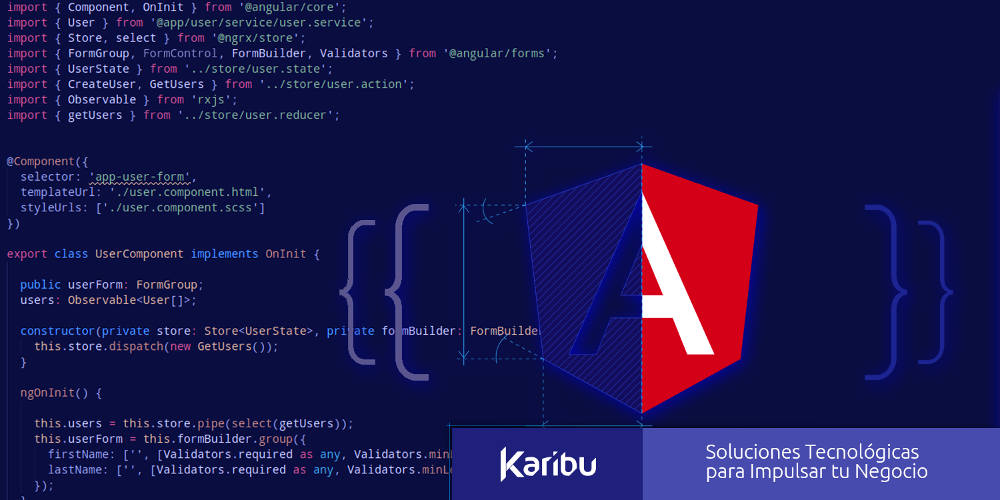 import { Component, OnInit } from '@angular/core';
import { User } from '@app/user/service/user.service';
import { Store, select } from '@ngrx/store';
import { FormGroup, FormControl, FormBuilder, Validators } from '@angular/forms';
import { UserState } from '../store/user.state';
import { CreateUser, GetUsers } from '../store/user.action';
import { Observable } from 'rxjs';
import { getUsers } from '../store/user.reducer';
@Component({
selector: 'app-user-form',
templateUrl: './user.component.html',
styleUrls: ['./user.component.scss']
})
export class UserComponent implements OnInit {
public userForm: FormGroup;
users: Observable<User[]>;
constructor(private store: Store<UserState>, private formBuilder: FormBuilde
this.store.dispatch(new GetUsers());
}
ngOnInit() {
this.users = this.store.pipe(select(getUsers));
this.userForm = this.formBuilder.group({
firstName: ['', [Validators.required as any, Validators.min
lastName: ['', [Validators.required as any, Validators.minL
});
}
{ { A } }
Karibu
Soluciones Tecnológicas
para Impulsar tu Negocio